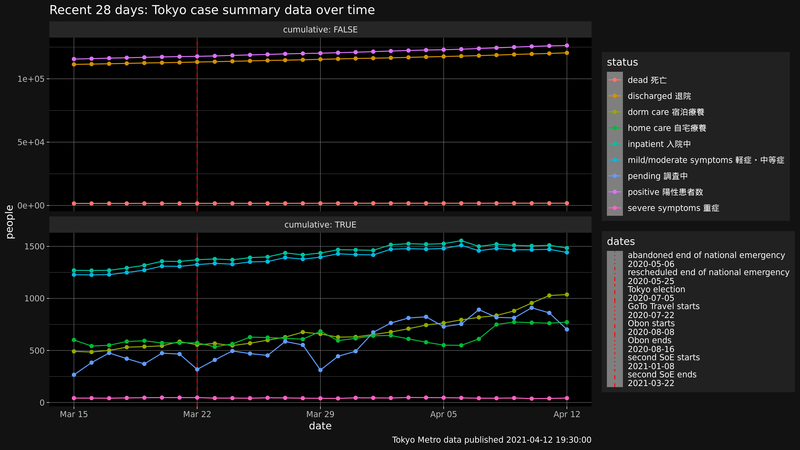 Recent 28 days: Tokyo case summary data over time
cumulative: FALSE
1e+05
5e+04
0e+00
people
cumulative: TRUE
1500
1000
500
0
Mar 15
Mar 22
Mar 29
Apr 05
Apr 12
date
Tokyo Metro data published 2021-04-12 19:30:00
status
dead 死亡
discharged 退院
dorm care 宿泊療養
home care 自宅療養
inpatient 入院中
mild/moderate symptoms 軽症・中等症
pending 調査中
positive 陽性患者数
severe symptoms 重症
dates
abandoned end of national emergency
2020-05-06
rescheduled end of national emergency
2020-05-25
Tokyo election
2020-07-05
GoTo Travel starts
2020-07-22
Obon starts
2020-08-08
Obon ends
2020-08-16
second SoE starts
2021-01-08
second SoE ends
2021-03-22